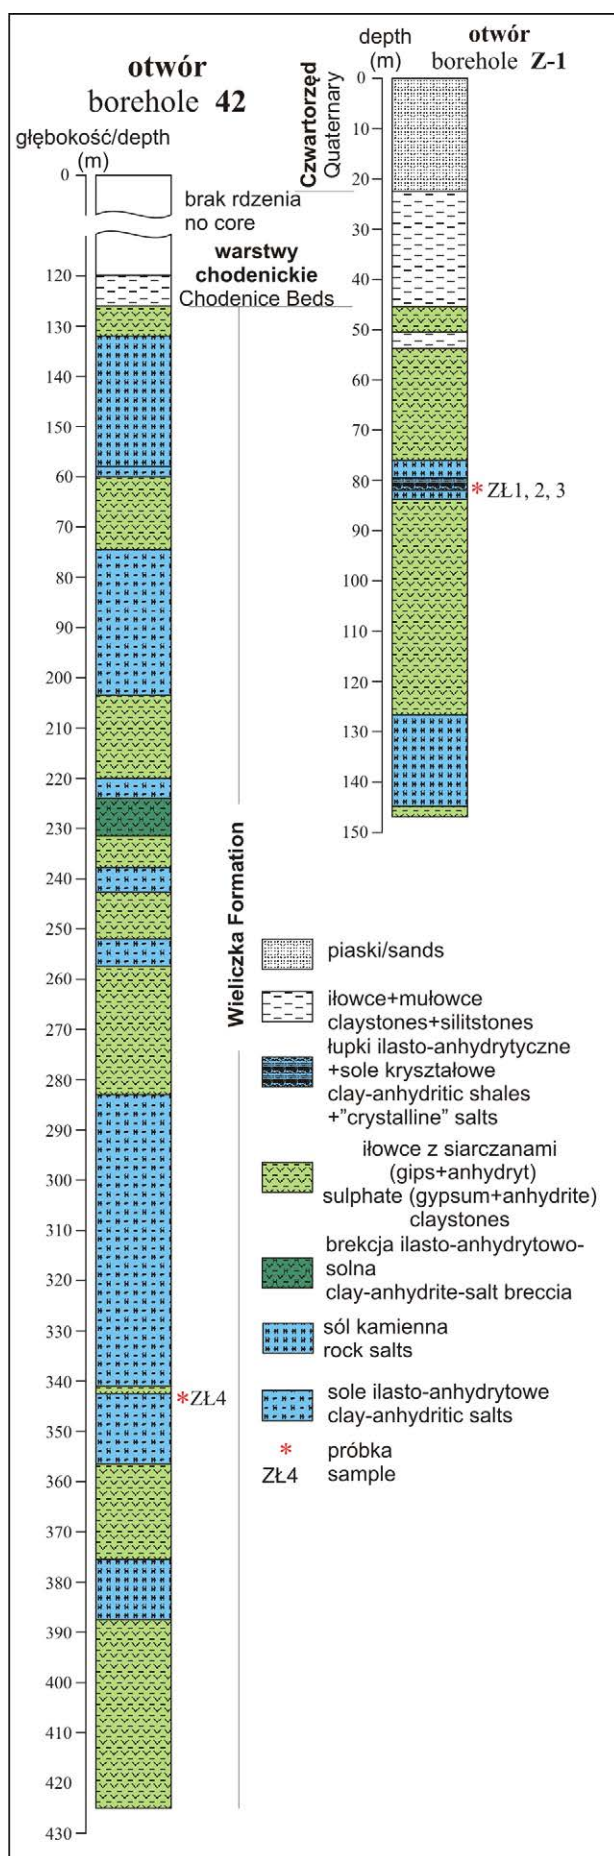 otwór
borehole 42
głębokość/depth
(m)
0
120
130
140
150
60
70
80
90
200
210
220
230
240
250
260
270
280
290
300
310
320
330
340
350
360
370
380
390
400
410
420
430
brak rdzenia
no core
warstwy
chodenickie
Chodenice Beds
Wieliczka Formation
*ZŁ4
depth
(m)
otwór
borehole Z-1
Czwartorzęd
Quaternary
0
10
20
30
40
50
60
70
80
90
100
110
120
130
140
150
*ZŁ1, 2, 3
piaski/sands
iłowce+mułowce
claystones+silitstones
łupki ilasto-anhydrytyczne
+sole kryształowe
clay-anhydritic shales
+"crystalline" salts
iłowce z siarczanami
(gips+anhydryt)
sulphate (gypsum+anhydrite)
claystones
brekcja ilasto-anhydrytowo-
solna
clay-anhydrite-salt breccia
sól kamienna
rock salts
sole ilasto-anhydrytowe
clay-anhydritic salts
* próbka
ZŁ4 sample